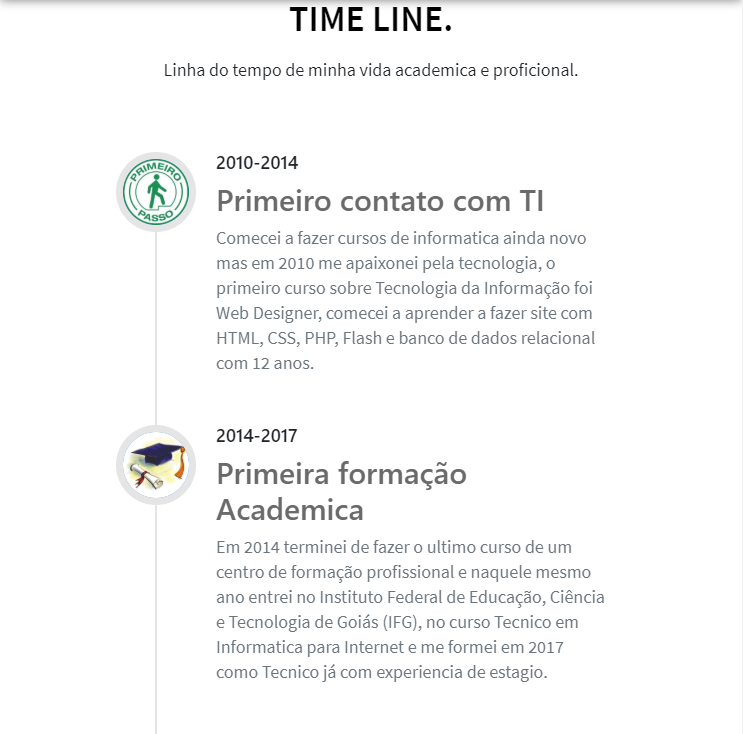 TIME LINE.
Linha do tempo de minha vida academica e proficional.
PRIMEIRO
PASSO
2010-2014
Primeiro contato com TI
Comecei a fazer cursos de informatica ainda novo
mas em 2010 me apaixonei pela tecnologia, o
primeiro curso sobre Tecnologia da Informação foi
Web Designer, comecei a aprender a fazer site com
HTML, CSS, PHP, Flash e banco de dados relacional
com 12 anos.
2014-2017
Primeira formação
Academica
Em 2014 terminei de fazer o ultimo curso de um
centro de formação profissional e naquele mesmo
ano entrei no Instituto Federal de Educação, Ciência
e Tecnologia de Goiás (IFG), no curso Tecnico em
Informatica para Internet e me formei em 2017
como Tecnico já com experiencia de estagio.